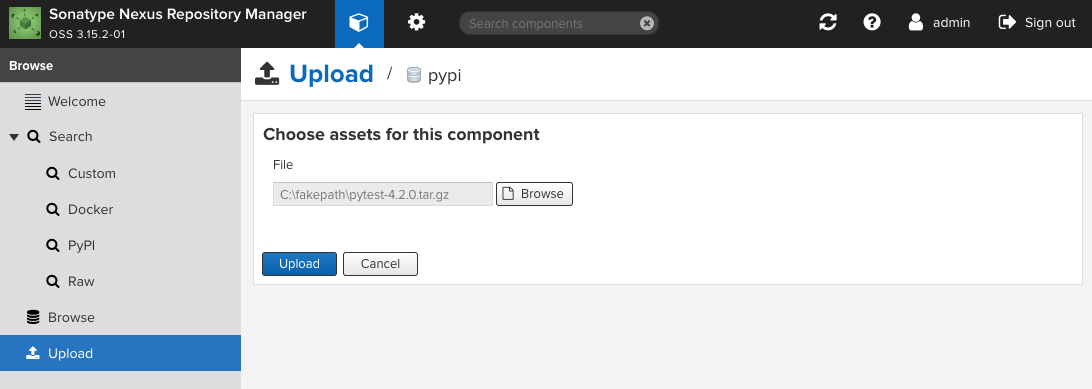 Sonatype Nexus Repository Manager
OSS 3.15.2-01
Search components
admin
Sign out
Browse
Welcome
Search
Custom
Docker
PyPI
Raw
Browse
Upload
Upload / pypi
Choose assets for this component
File
C:\fakepath\pytest-4.2.0.tar.gz
Browse
Upload
Cancel